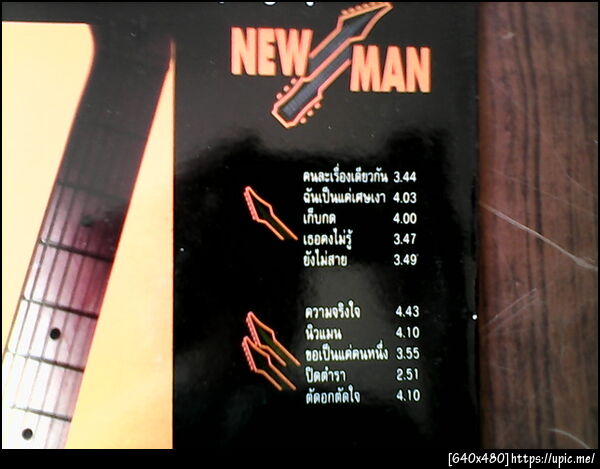 NEW MAN
คนละเรื่องเดียวกัน 3.44
ฉันเป็นแค่เศษเงา 4.03
เก็บกด 4.00
เธอคงไม่รู้ 3.47
ยังไม่สาย 3.49
ความจริงใจ 4.43
นิวแมน 4.10
ขอเป็นแค่คนหนึ่ง 3.55
ปิดตำรา 2.51
ตัดอกตัดใจ 4.10
[640x480]https://upic.me/